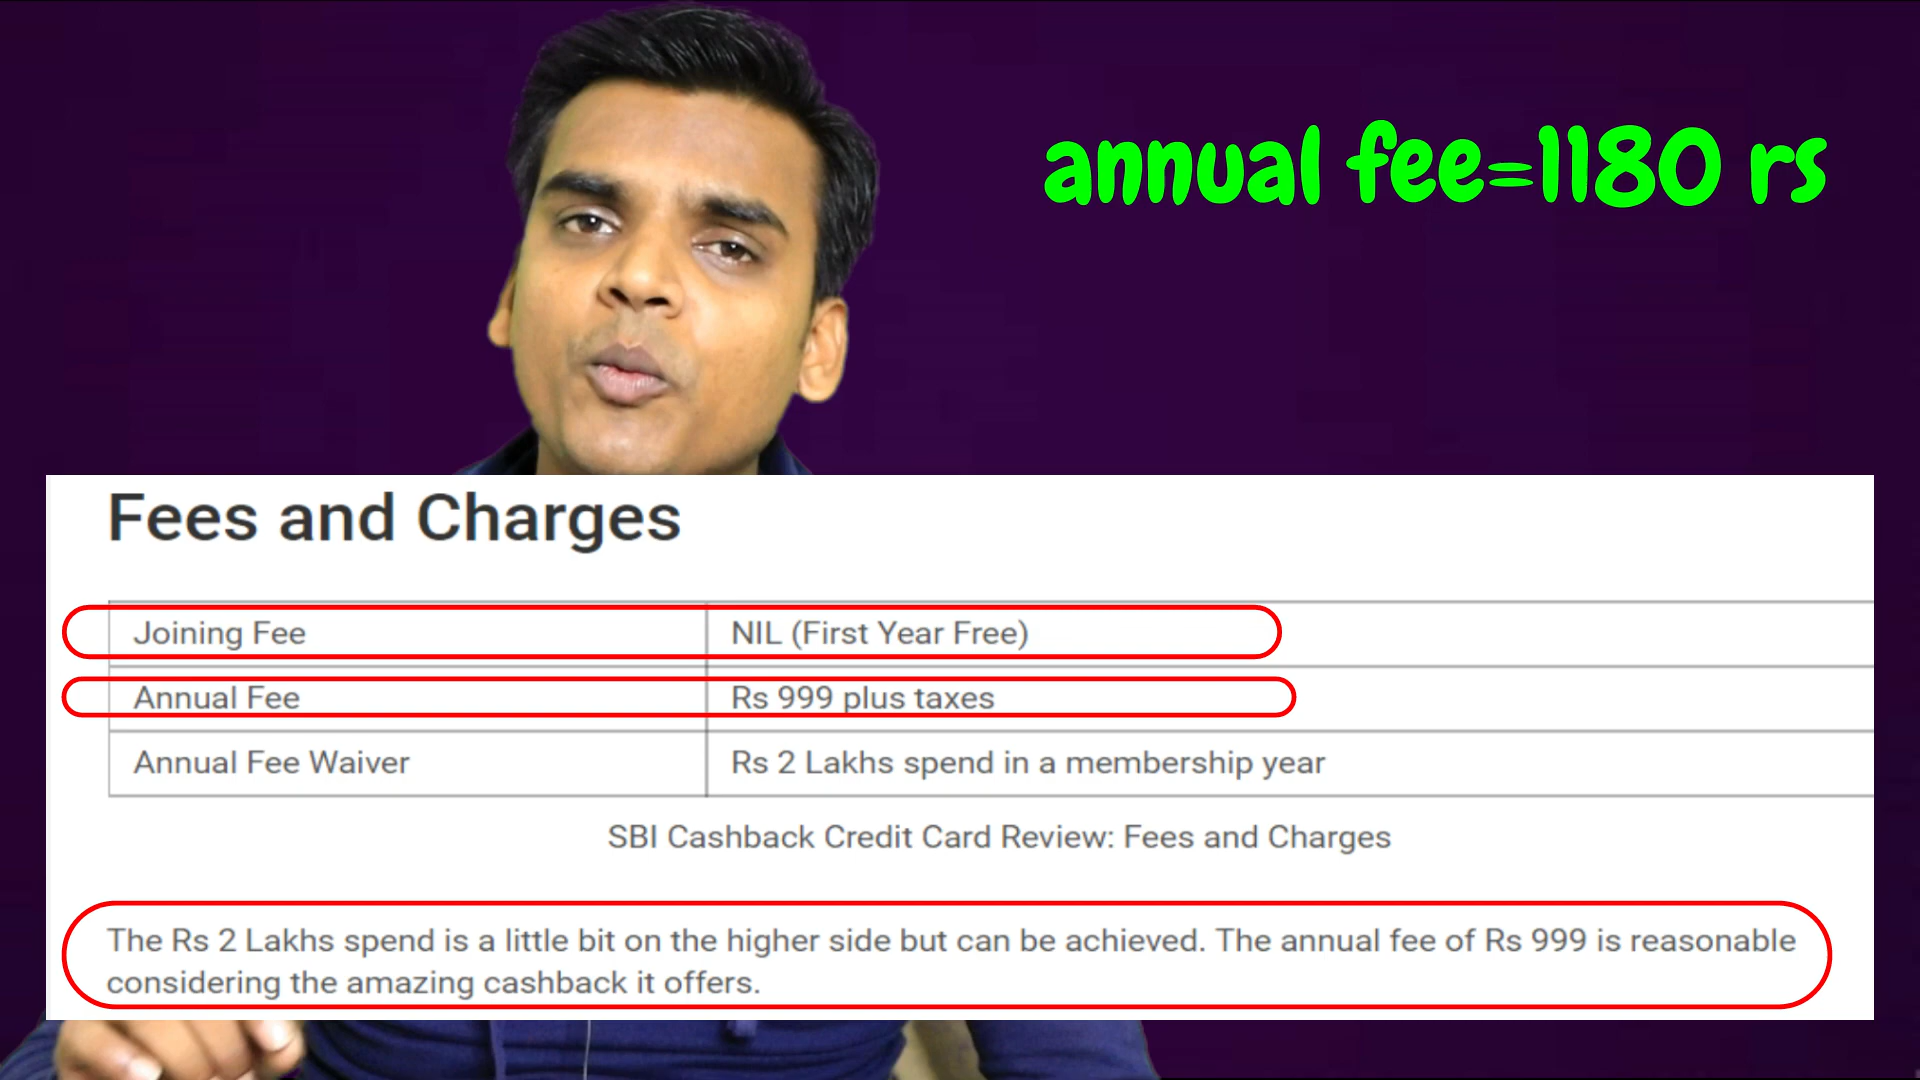 annual fee=1180 rs
Fees and Charges
Joining Fee NIL (First Year Free)
Annual Fee Rs 999 plus taxes
Annual Fee Waiver Rs 2 Lakhs spend in a membership year
SBI Cashback Credit Card Review: Fees and Charges
The Rs 2 Lakhs spend is a little bit on the higher side but can be achieved. The annual fee of Rs 999 is reasonable
considering the amazing cashback it offers.